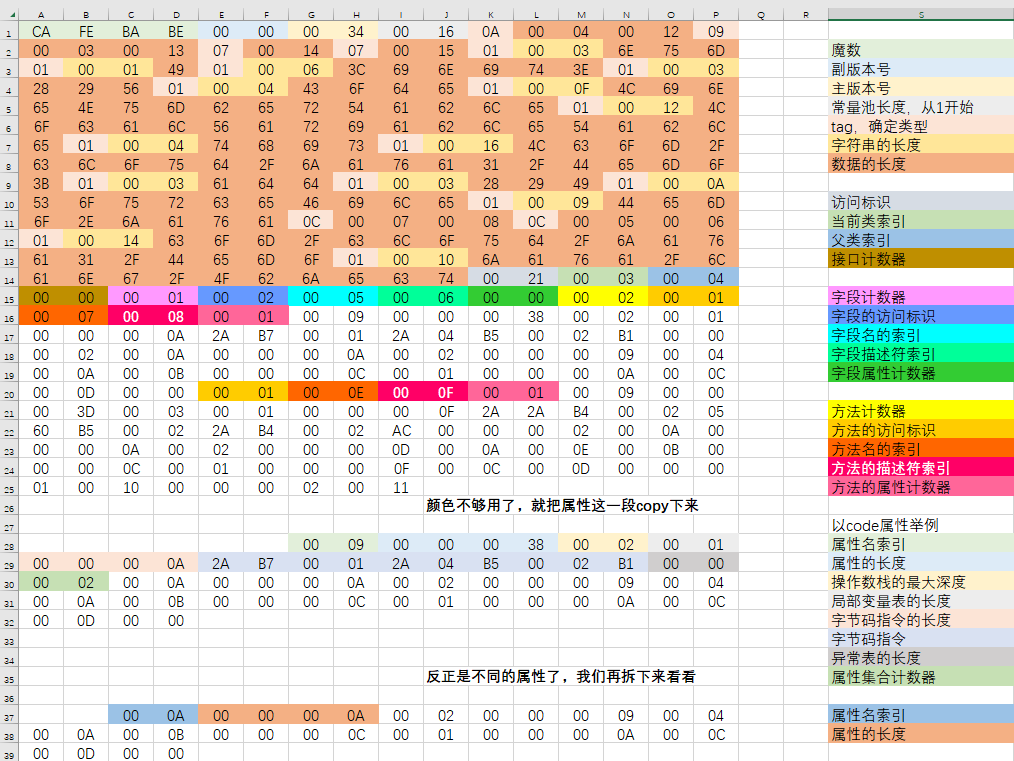 A B C D E F G H I J K L M N O P Q R S
1 CA FE BA BE 00 00 00 34 00 16 0A 00 04 00 12 09
2 00 03 00 13 07 00 14 07 00 15 01 00 03 6E 75 6D 魔数
3 01 00 01 49 01 00 06 3C 69 6E 69 74 3E 01 00 03 副版本号
4 28 29 56 01 00 04 43 6F 64 65 01 00 0F 4C 69 6E 主版本号
5 65 4E 75 6D 62 65 72 54 61 62 6C 65 01 00 12 4C 常量池长度，从1开始
6 6F 63 61 6C 56 61 72 69 61 62 6C 65 54 61 62 6C tag，确定类型
7 65 01 00 04 74 68 69 73 01 00 16 4C 63 6F 6D 2F 字符串的长度
8 63 6C 6F 75 64 2F 6A 61 76 61 31 2F 44 65 6D 6F 数据的长度
9 3B 01 00 03 61 64 64 01 00 03 28 29 49 01 00 0A
10 53 6F 75 72 63 65 46 69 6C 65 01 00 09 44 65 6D 访问标识
11 6F 2E 6A 61 76 61 0C 00 07 00 08 0C 00 05 00 06 当前类索引
12 01 00 14 63 6F 6D 2F 63 6C 6F 75 64 2F 6A 61 76 父类索引
13 61 31 2F 44 65 6D 6F 01 00 10 6A 61 76 61 2F 6C 接口计数器
14 61 6E 67 2F 4F 62 6A 65 63 74 00 21 00 03 00 04
15 00 00 00 01 00 02 00 05 00 06 00 00 00 02 00 01 字段计数器
16 00 07 00 08 00 01 00 09 00 00 00 38 00 02 00 01 字段的访问标识
17 00 00 00 0A 2A B7 00 01 2A 04 B5 00 02 B1 00 00 字段名的索引
18 00 02 00 0A 00 00 00 0A 00 02 00 00 00 09 00 04 字段描述符索引
19 00 0A 00 0B 00 00 00 0C 00 01 00 00 00 0A 00 0C 字段属性计数器
20 00 0D 00 00 00 01 00 0E 00 0F 00 01 00 09 00 00
21 00 3D 00 03 00 01 00 00 00 0F 2A 2A B4 00 02 05 方法计数器
22 60 B5 00 02 2A B4 00 02 AC 00 00 00 02 00 0A 00 方法的访问标识
23 00 00 0A 00 02 00 00 00 0D 00 0A 00 0E 00 0B 00 方法名的索引
24 00 00 0C 00 01 00 00 00 0F 00 0C 00 0D 00 00 00 方法的描述符索引
25 01 00 10 00 00 00 02 00 11 方法的属性计数器
26 颜色不够用了，就把属性这一段copy下来
27 以code属性举例
28 00 09 00 00 00 38 00 02 00 01 属性名索引
29 00 00 00 0A 2A B7 00 01 2A 04 B5 00 02 B1 00 00 属性的长度
30 00 02 00 0A 00 00 00 0A 00 02 00 00 00 09 00 04 操作数栈的最大深度
31 00 0A 00 0B 00 00 00 0C 00 01 00 00 00 0A 00 0C 局部变量表的长度
32 00 0D 00 00 字节码指令的长度
33 字节码指令
34 异常表的长度
35 反正是不同的属性了，我们再拆下来看看 属性集合计数器
36
37 00 0A 00 00 00 0A 00 02 00 00 00 09 00 04 属性名索引
38 00 0A 00 0B 00 00 00 0C 00 01 00 00 00 0A 00 0C 属性的长度
39 00 0D 00 00